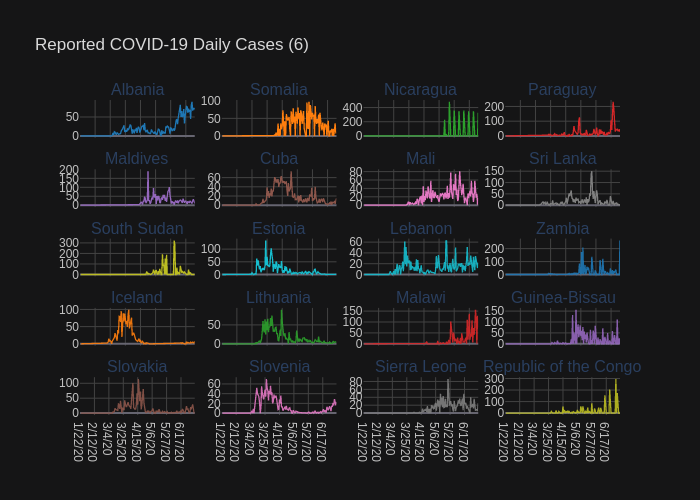 Reported COVID-19 Daily Cases (6)
Albania Somalia Nicaragua Paraguay
50 0 100 50 0 400 200 0 200 100 0
Maldives Cuba Mali Sri Lanka
200 150 100 50 0 60 40 20 0 80 60 40 20 0 150 100 50 0
South Sudan Estonia Lebanon Zambia
300 200 100 0 100 50 0 60 40 20 0 200 100 0
Iceland Lithuania Malawi Guinea-Bissau
100 50 0 50 0 150 100 50 0 150 100 50 0
Slovakia Slovenia Sierra Leone Republic of the Congo
100 50 0 60 40 20 0 80 60 40 20 0 300 200 100 0
1/22/20 2/12/20 3/4/20 3/25/20 4/15/20 5/6/20 5/27/20 6/17/20 1/22/20 2/12/20 3/4/20 3/25/20 4/15/20 5/6/20 5/27/20 6/17/20 1/22/20 2/12/20 3/4/20 3/25/20 4/15/20 5/6/20 5/27/20 6/17/20 1/22/20 2/12/20 3/4/20 3/25/20 4/15/20 5/6/20 5/27/20 6/17/20